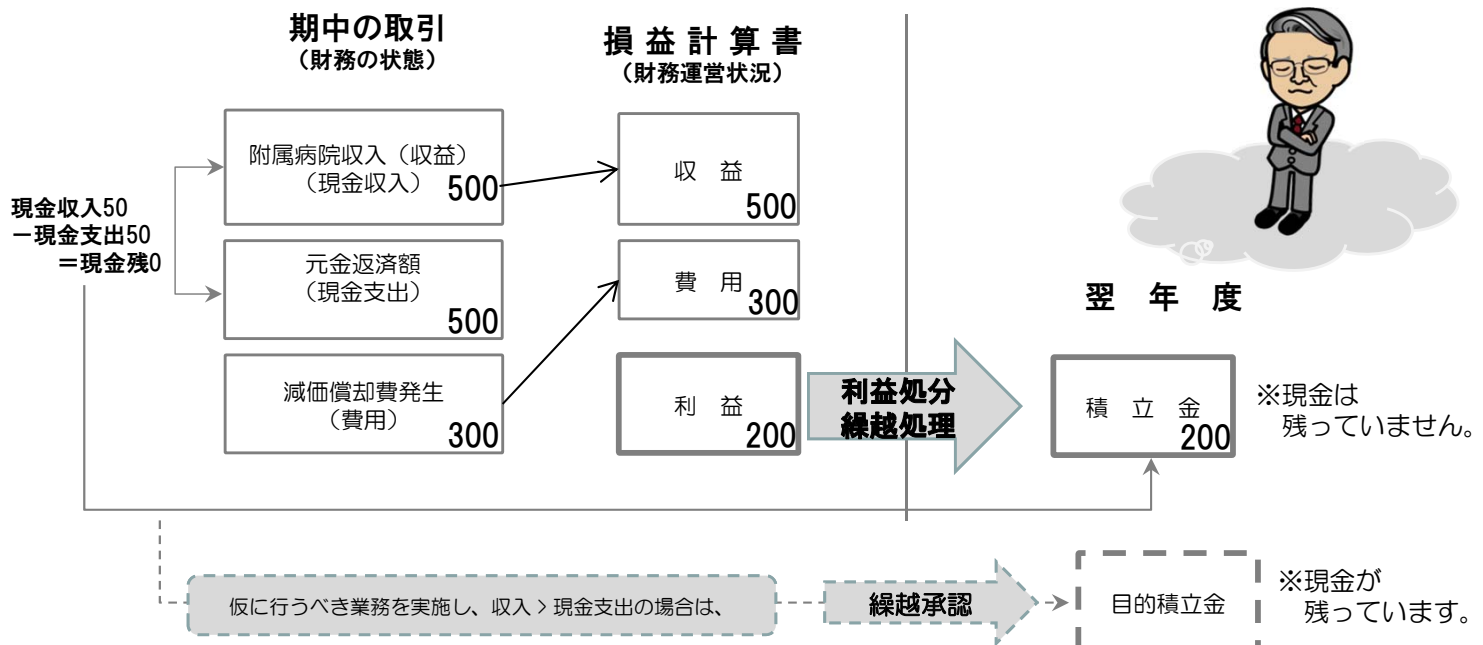 期中の取引
（財務の状態）
損益計算書
（財務運営状況）
附属病院収入（収益）
（現金収入）
500
収　益
500
現金収入50
－現金支出50
＝現金残0
元金返済額
（現金支出）
500
費　用
300
翌　年　度
減価償却費発生
（費用）
300
利　益
200
利益処分
繰越処理
積　立　金
200
※現金は
残っていません。
仮に行うべき業務を実施し、収入 > 現金支出の場合は、
繰越承認
目的積立金
※現金が
残っています。